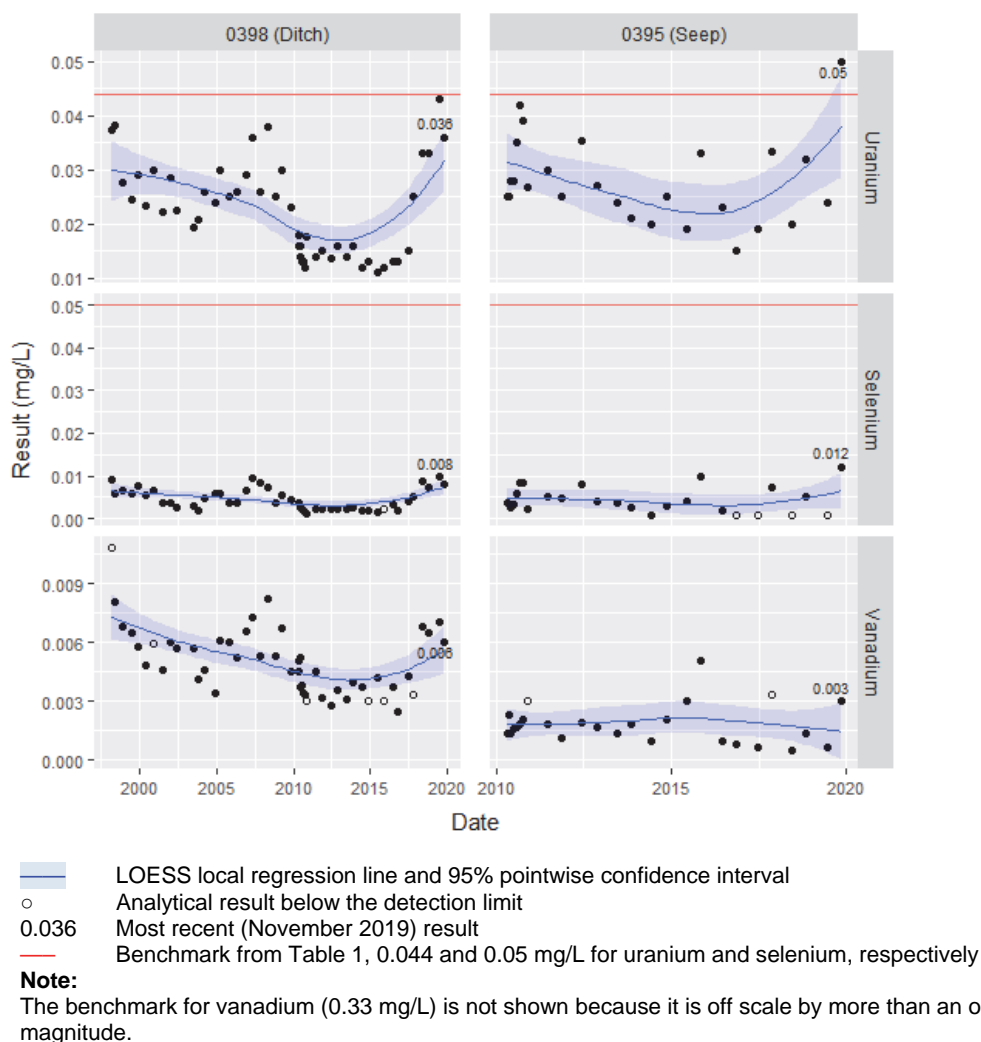 0398 (Ditch)
0395 (Seep)
0.05
0.04
0.03
0.02
0.01
0.036
0.05
Uranium
0.05
0.04
0.03
0.02
0.01
0.00
0.008
0.012
Selenium
0.009
0.006
0.003
0.000
0.006
0.003
Vanadium
Result (mg/L)
2000 2005 2010 2015 2020 2010 2015 2020
Date
LOESS local regression line and 95% pointwise confidence interval
Analytical result below the detection limit
0.036 Most recent (November 2019) result
Benchmark from Table 1, 0.044 and 0.05 mg/L for uranium and selenium, respectively
Note:
The benchmark for vanadium (0.33 mg/L) is not shown because it is off scale by more than an o
magnitude.